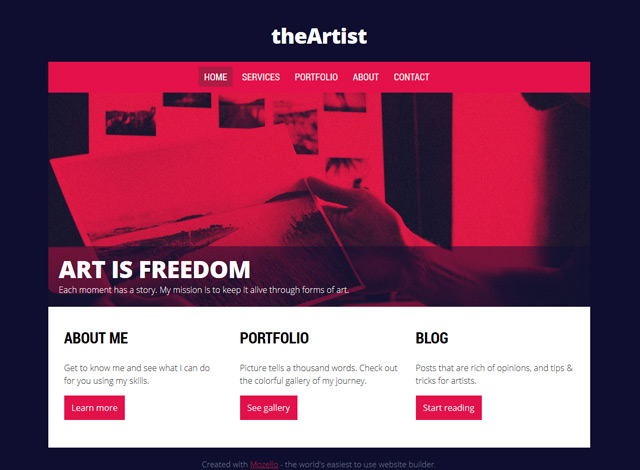 theArtist
HOME SERVICES PORTFOLIO ABOUT CONTACT
ART IS FREEDOM
Each moment has a story. My mission is to keep it alive through forms of art.
ABOUT ME
Get to know me and see what I can do
for you using my skills.
Learn more
PORTFOLIO
Picture tells a thousand words. Check out
the colorful gallery of my journey.
See gallery
BLOG
Posts that are rich of opinions, and tips &
tricks for artists.
Start reading
Created with Mozello - the world's easiest to use website builder.